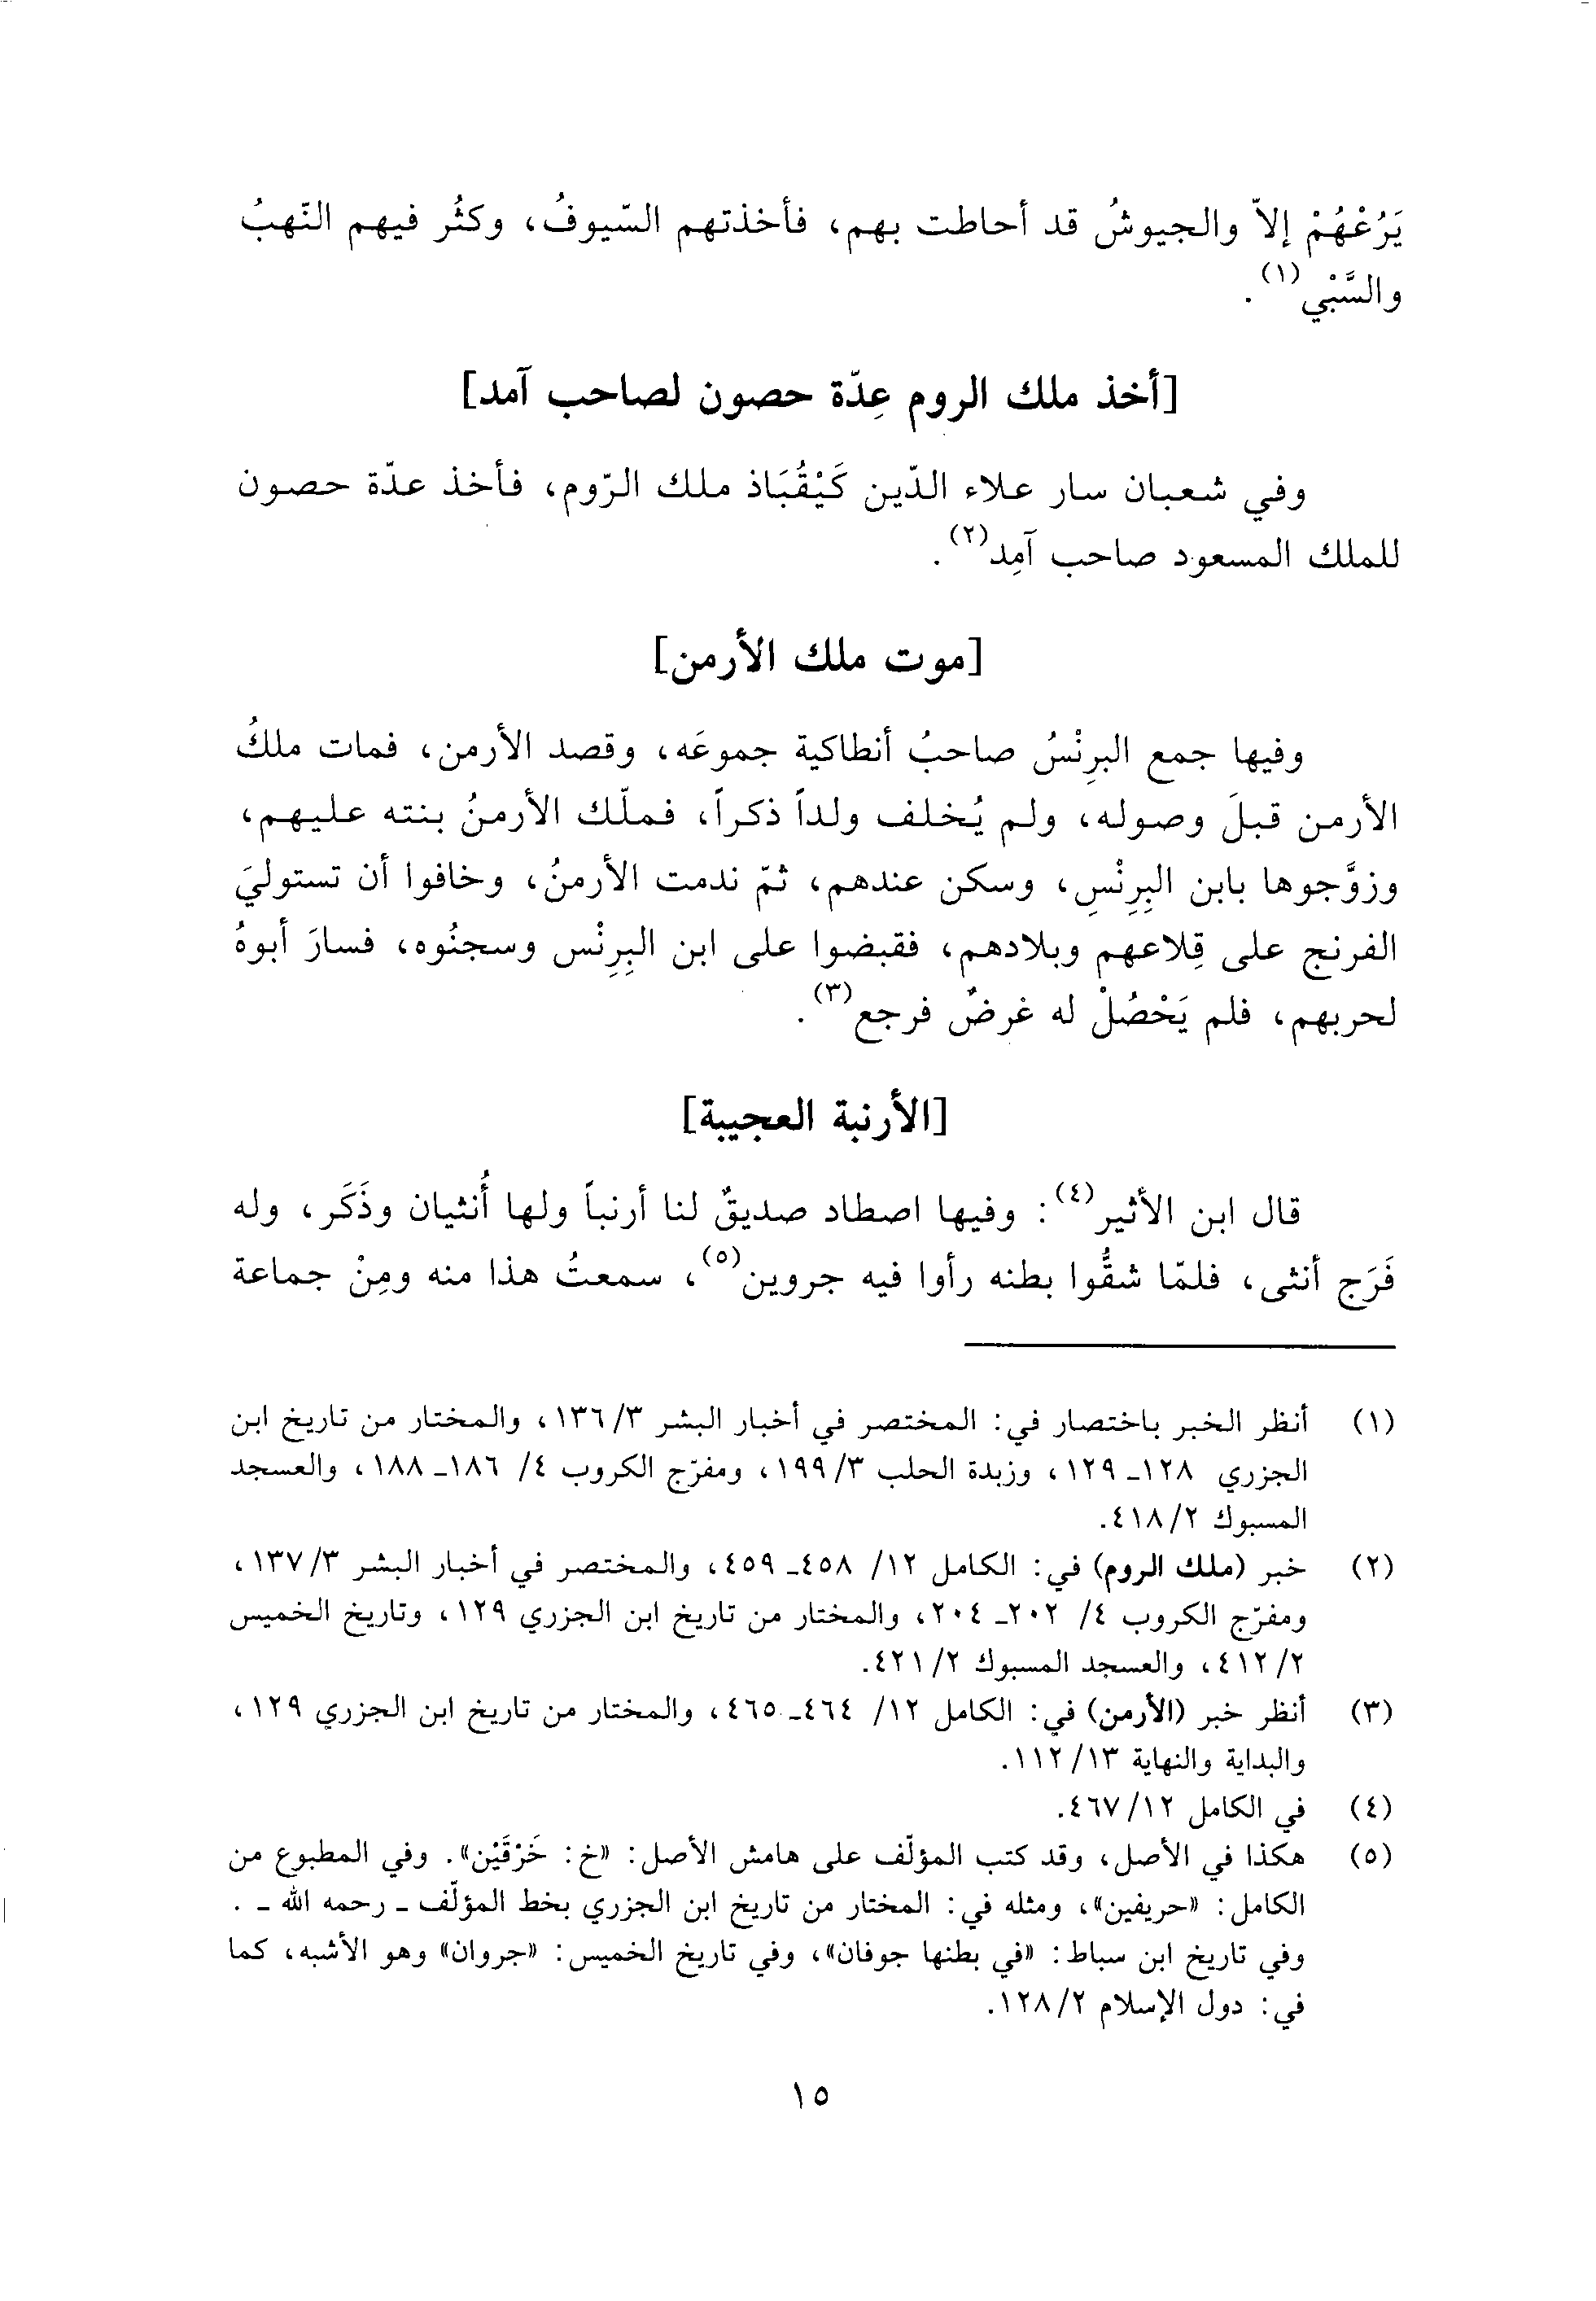 يَرُعْهُمْ إلاّ والجيوشُ قد أحاطت بهم، فأخذتهم السّيوفُ، وكثُر فيهم النّهبُ
والسَّبْي(١).
[أخذ ملك الروم عِدّة حصون لصاحب آمد]
وفي شعبان سار علاء الدّين كَيْقُبَاذ ملك الرّوم، فأخذ عدّة حصون
للملك المسعود صاحب آمِد(٢).
[موت ملك الأرمن]
وفيها جمع البرِنْسُ صاحبُ أنطاكية جموعَه، وقصد الأرمن، فمات ملكُ
الأرمن قبلَ وصوله، ولم يُخلف ولداً ذكراً، فملّك الأرمنُ بنته عليهم،
وزوَّجوها بابن البِرِنْسِ، وسكن عندهم، ثمّ ندمت الأرمنُ، وخافوا أن تستوليَ
الفرنج على قِلاعهم وبلادهم، فقبضوا على ابن البِرِنْس وسجنُوه، فسارَ أبوهُ
لحربهم، فلم يَحْصُلْ له غرضٌ فرجع(٣).
[الأرنبة العجيبة]
قال ابن الأثير(٤): وفيها اصطاد صديقٌ لنا أرنباً ولها أُنثيان وذَكَر، وله
فَرَج أنثى، فلمّا شقُّوا بطنه رأوا فيه جروين(٥)، سمعتُ هذا منه ومِنْ جماعة
(١) أنظر الخبر باختصار في: المختصر في أخبار البشر ١٣٦/٣، والمختار من تاريخ ابن
الجزري ١٢٨ـ ١٢٩، وزبدة الحلب ١٩٩/٣، ومفرّج الكروب ٤/ ١٨٦ـ ١٨٨، والعسجد
المسبوك ٤١٨/٢.
(٢) خبر (ملك الروم) في: الكامل ١٢/ ٤٥٨ـ ٤٥٩، والمختصر في أخبار البشر ١٣٧/٣،
ومفرّج الكروب ٤/ ٢٠٢ـ ٢٠٤، والمختار من تاريخ ابن الجزري ١٢٩، وتاريخ الخميس
٤١٢/٢، والعسجد المسبوك ٤٢١/٢.
(٣) أنظر خبر (الأرمن) في: الكامل ١٢/ ٤٦٤ـ ٤٦٥، والمختار من تاريخ ابن الجزري ١٢٩،
والبداية والنهاية ١١٢/١٣.
(٤) في الكامل ٤٦٧/١٢.
(٥) هكذا في الأصل، وقد كتب المؤلّف على هامش الأصل: «خ: خَرْقَيْن». وفي المطبوع من
الكامل: «حريفين»، ومثله في: المختار من تاريخ ابن الجزري بخط المؤلّف ـ رحمه الله ـ .
وفي تاريخ ابن سباط: «في بطنها جوفان»، وفي تاريخ الخميس: «جروان» وهو الأشبه، كما
في: دول الإسلام ١٢٨/٢.
١٥